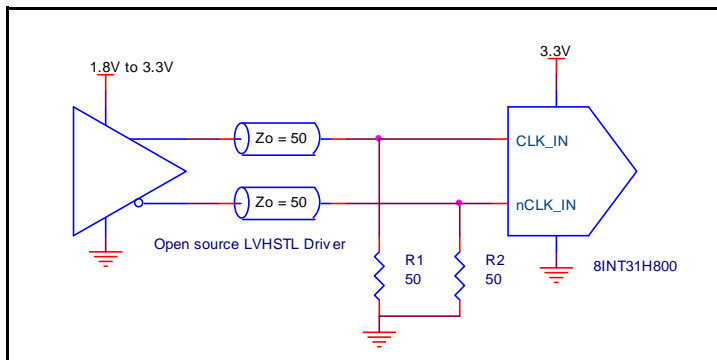 1.8V to 3.3V
3.3V
Zo = 50
CLK_IN
Zo = 50
nCLK_IN
Open source LVHSTL Driver
R1
50
R2
50
8INT31H800